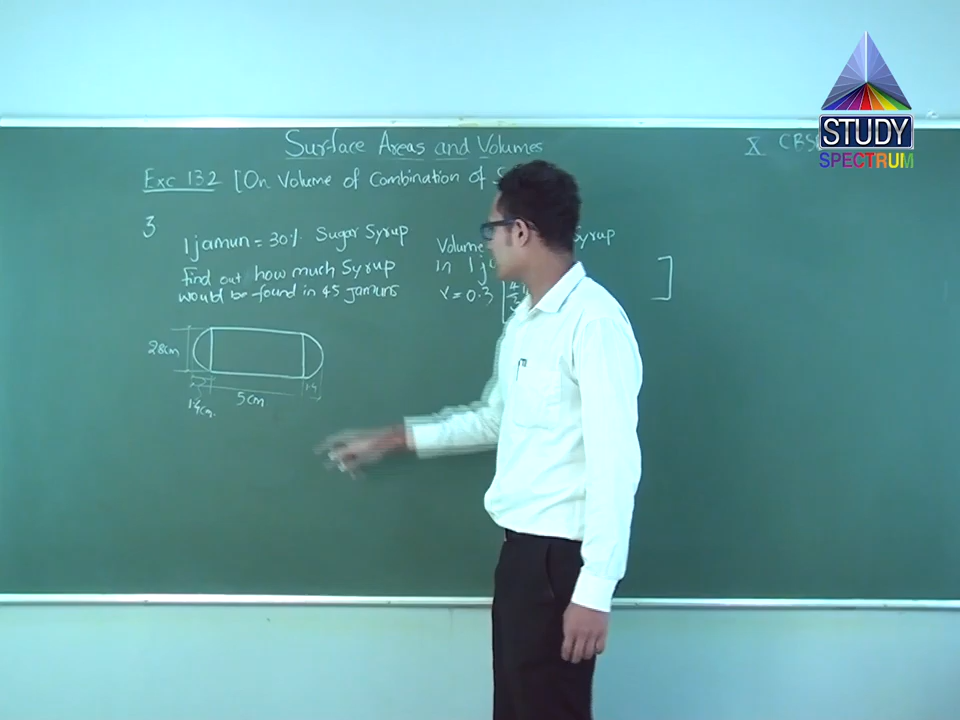 STUDY
SPECTRUM
Surface Areas and Volumes
X CBS
Exc 13.2 [On Volume of Combination of
3
1 jamun = 30% Sugar Syrup
Find out how much Syrup
would be found in 45 Jamuns
Volume
Syrup
in 1 j
V = 0.3
]
2.8cm
1.4cm.
5cm
1.4